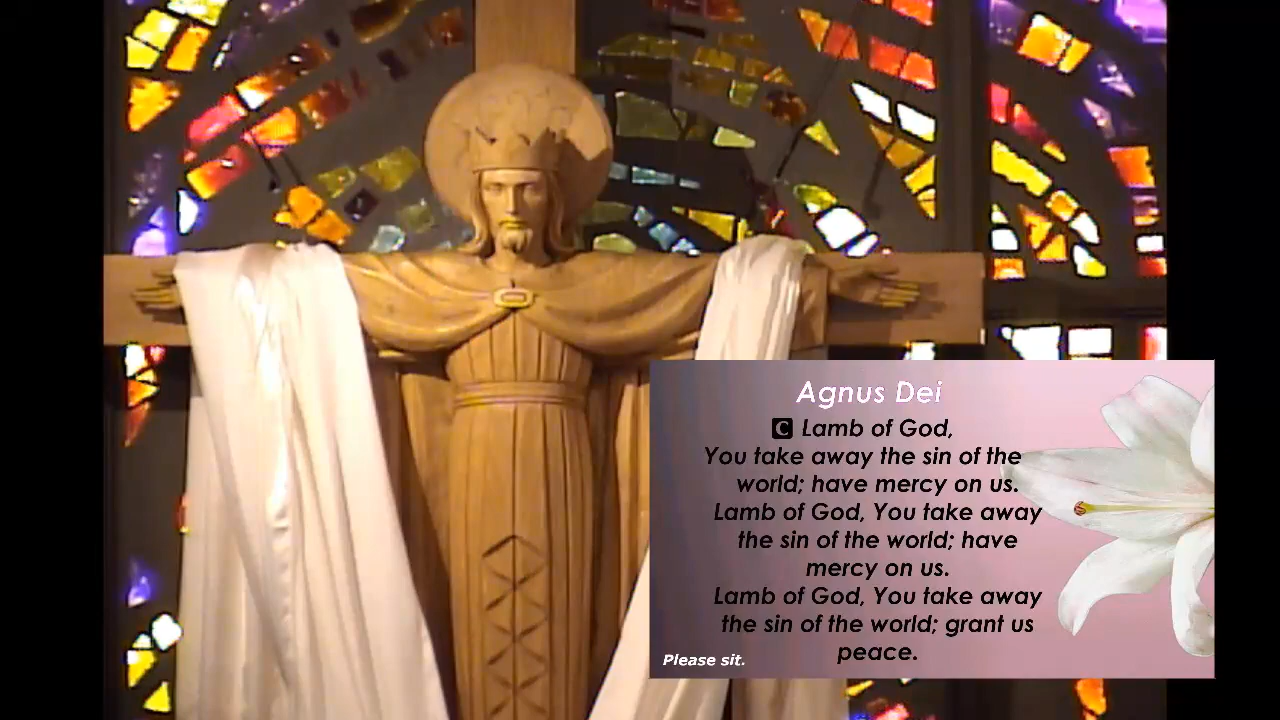 Agnus Dei
C Lamb of God,
You take away the sin of the
world; have mercy on us.
Lamb of God, You take away
the sin of the world; have
mercy on us.
Lamb of God, You take away
the sin of the world; grant us
peace.
Please sit.